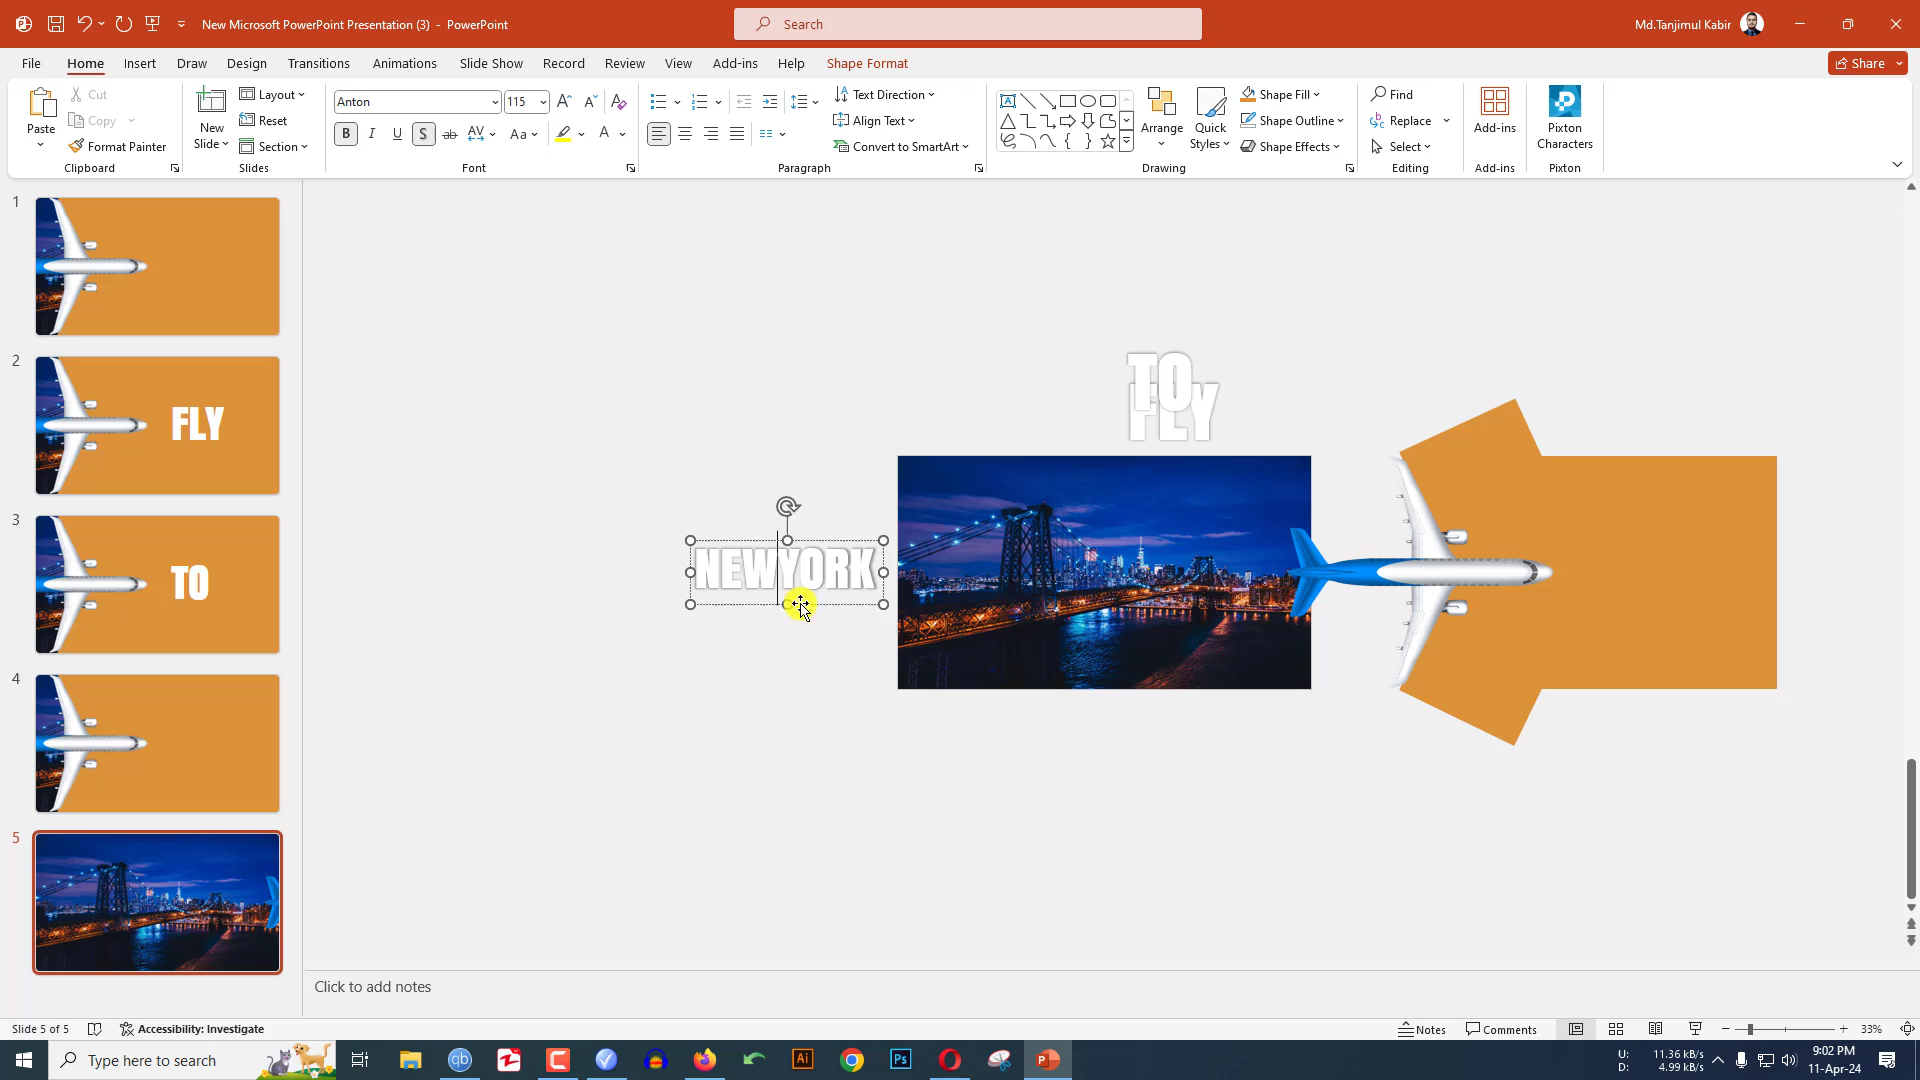 New Microsoft PowerPoint Presentation (3) - PowerPoint
Search
Md.Tanjimul Kabir
File Home Insert Draw Design Transitions Animations Slide Show Record Review View Add-ins Help Shape Format
Share
Paste
Cut
Copy
Format Painter
Clipboard
New
Slide
Layout
Reset
Section
Slides
Anton
115
Font
Text Direction
Align Text
Convert to SmartArt
Paragraph
Arrange
Quick
Styles
Shape Fill
Shape Outline
Shape Effects
Drawing
Find
Replace
Select
Editing
Add-ins
Add-ins
Pixton
Characters
Pixton
1
2
FLY
3
TO
4
5
TO
FLY
NEWYORK
Click to add notes
Slide 5 of 5
Accessibility: Investigate
Notes
Comments
33%
Type here to search
U: 11.36 kB/s
D: 4.99 kB/s
9:02 PM
11-Apr-24